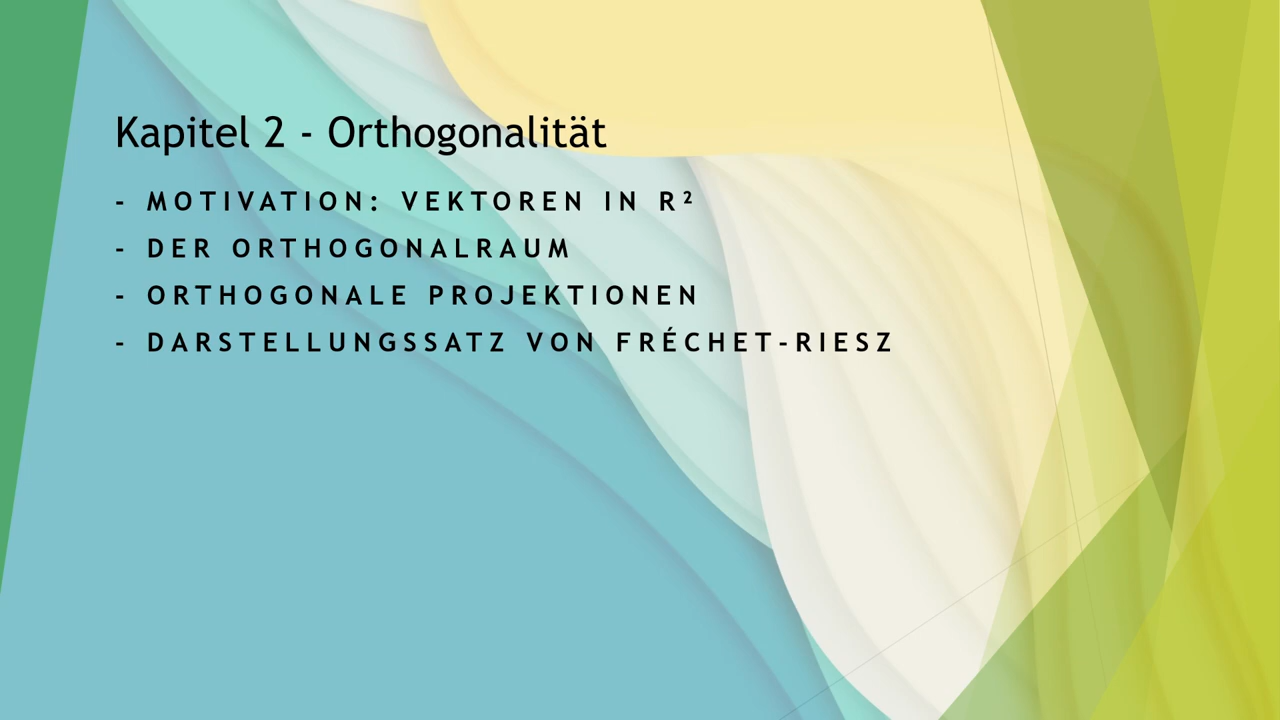 Kapitel 2 - Orthogonalität
- MOTIVATION: VEKTOREN IN R²
- DER ORTHOGONALRAUM
- ORTHOGONALE PROJEKTIONEN
- DARSTELLUNGSSATZ VON FRÉCHET-RIESZ